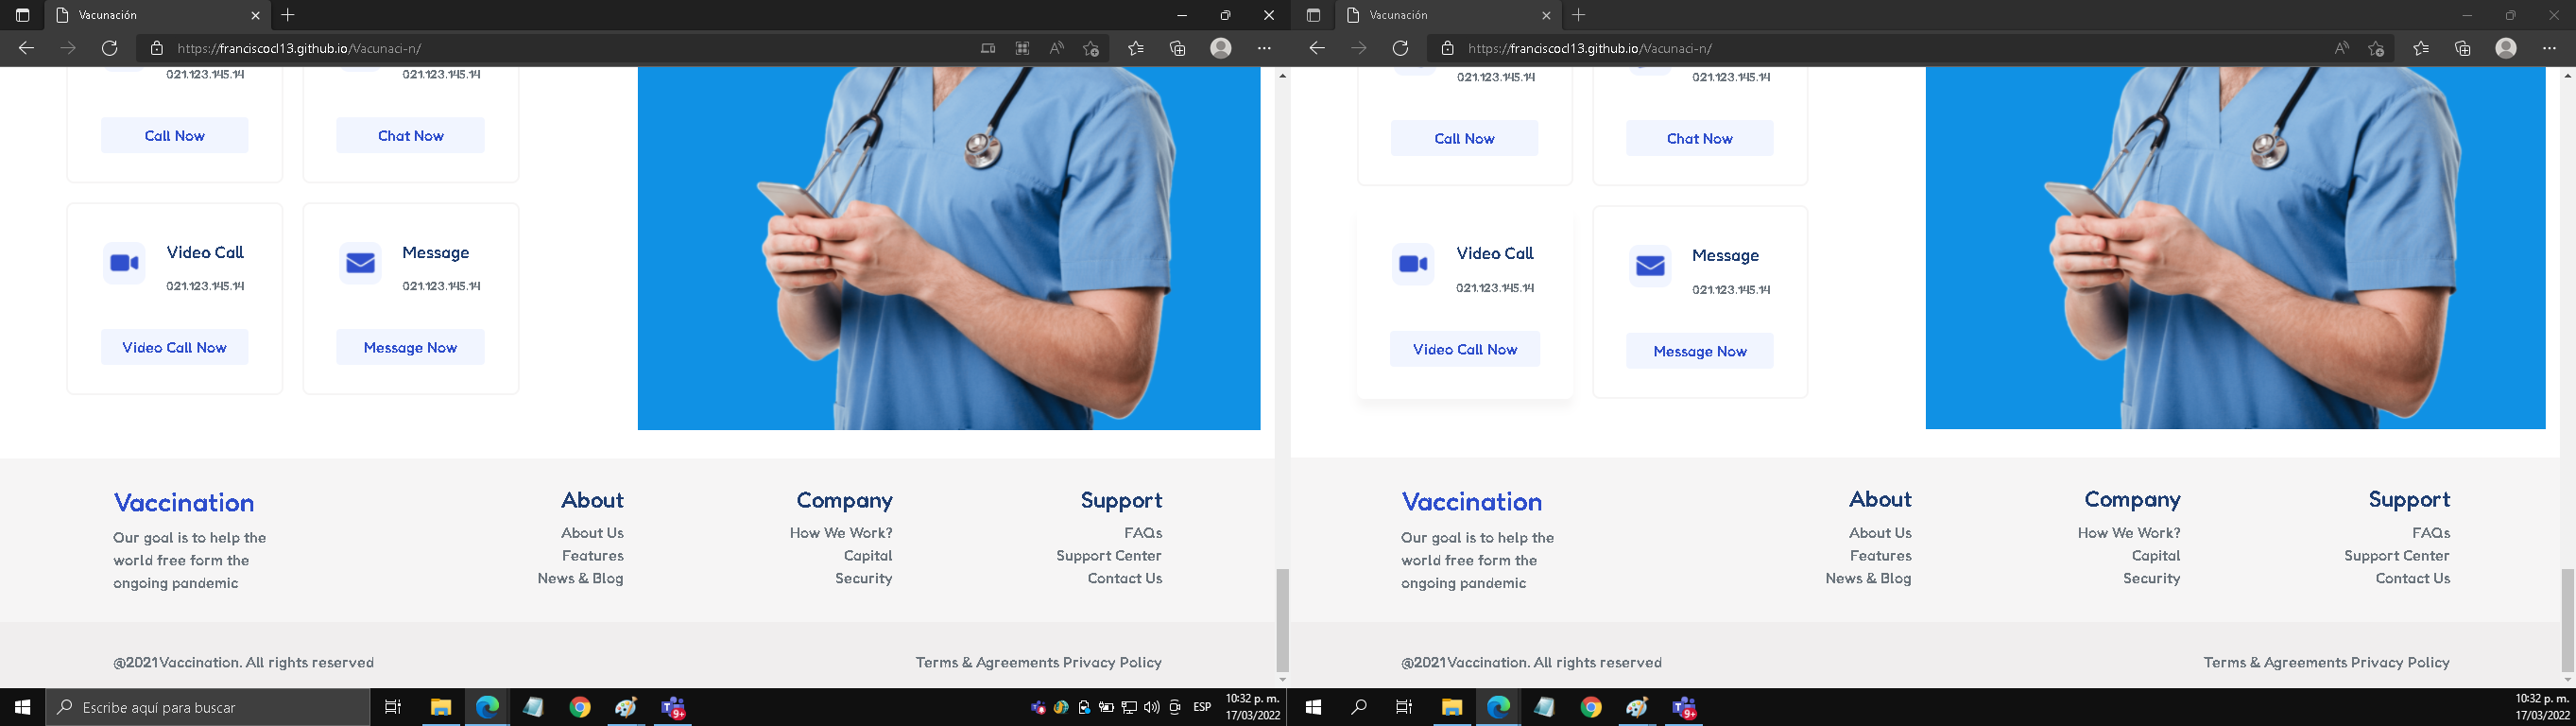 Vacunación
https://franciscocl13.github.io/Vacunaci-n/
021.123.145.14
021.123.145.14
Call Now
Chat Now
Video Call
021.123.145.14
Video Call Now
Message
021.123.145.14
Message Now
Vaccination
Our goal is to help the
world free form the
ongoing pandemic
About
About Us
Features
News & Blog
Company
How We Work?
Capital
Security
Support
FAQs
Support Center
Contact Us
@2021Vaccination. All rights reserved
Terms & Agreements Privacy Policy
Escribe aquí para buscar
9+
ESP
10:32 p. m.
17/03/2022
Vacunación
https://franciscocl13.github.io/Vacunaci-n/
021.123.145.14
021.123.145.14
Call Now
Chat Now
Video Call
021.123.145.14
Video Call Now
Message
021.123.145.14
Message Now
Vaccination
Our goal is to help the
world free form the
ongoing pandemic
About
About Us
Features
News & Blog
Company
How We Work?
Capital
Security
Support
FAQs
Support Center
Contact Us
@2021Vaccination. All rights reserved
Terms & Agreements Privacy Policy
9+
10:32 p. m.
17/03/2022